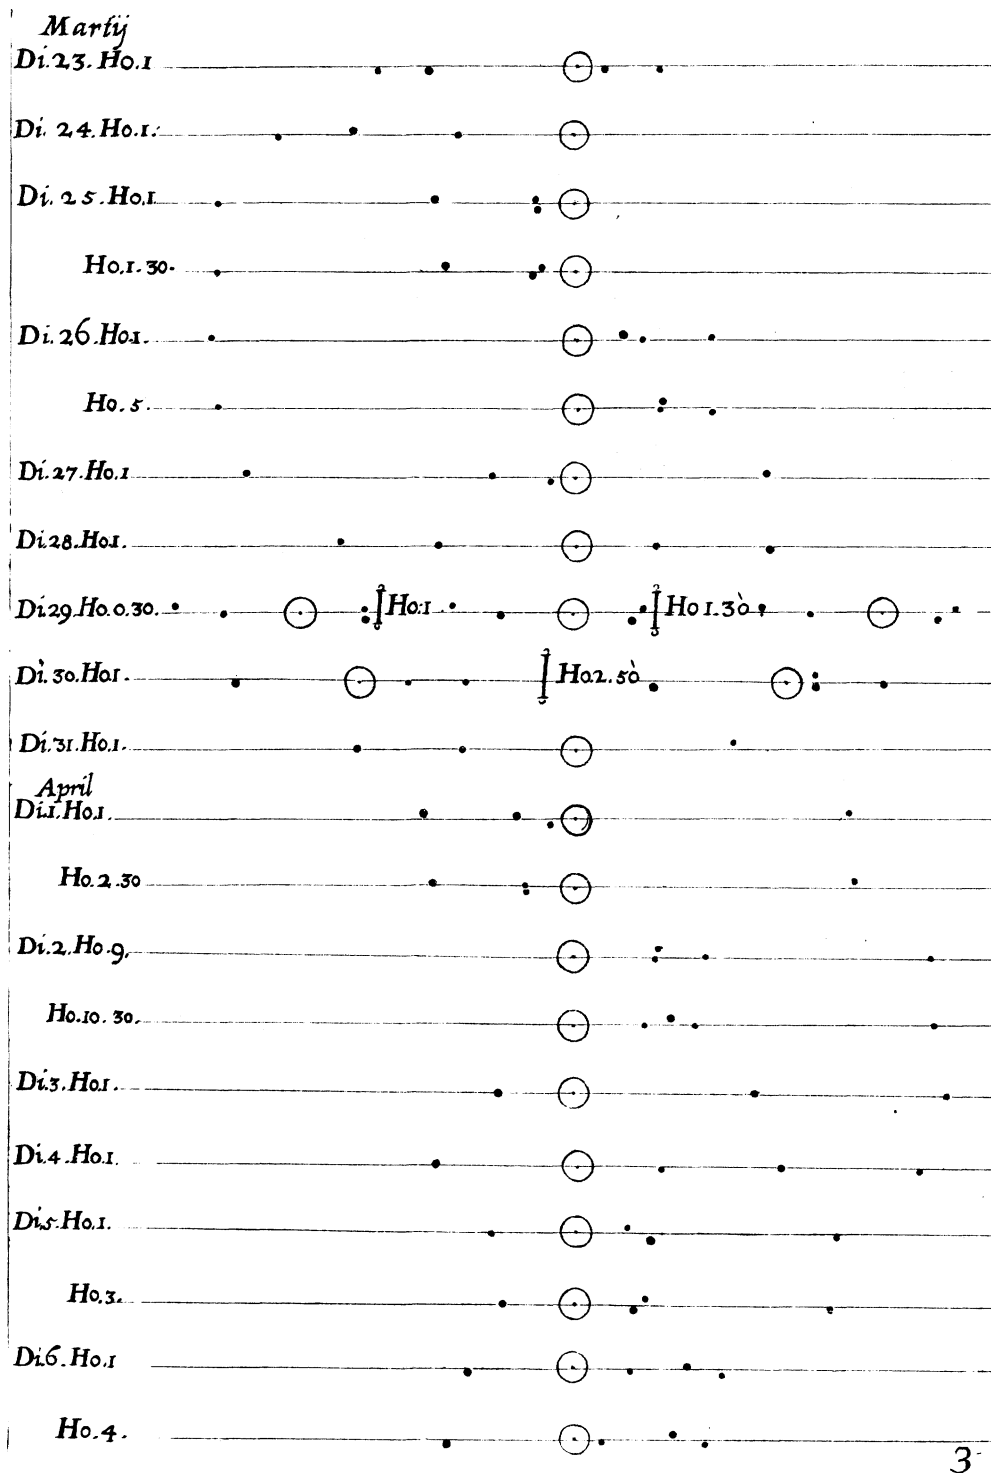 Martij
Di.23.Ho.1
Di.24.Ho.1.
Di.25.Ho.1
Ho.1.30.
Di.26.Ho.1.
Ho.5.
Di.27.Ho.1
Di.28.Ho.1.
Di.29.Ho.0.30. Ho.1 Ho 1.30
Di.30.Ho.1. Ho.2.50
Di.31.Ho.1.
April
Di.1.Ho.1.
Ho.2.30
Di.2.Ho.9.
Ho.10.30.
Di.3.Ho.1.
Di.4.Ho.1.
Di.5.Ho.1.
Ho.3.
Di.6.Ho.1
Ho.4.
3